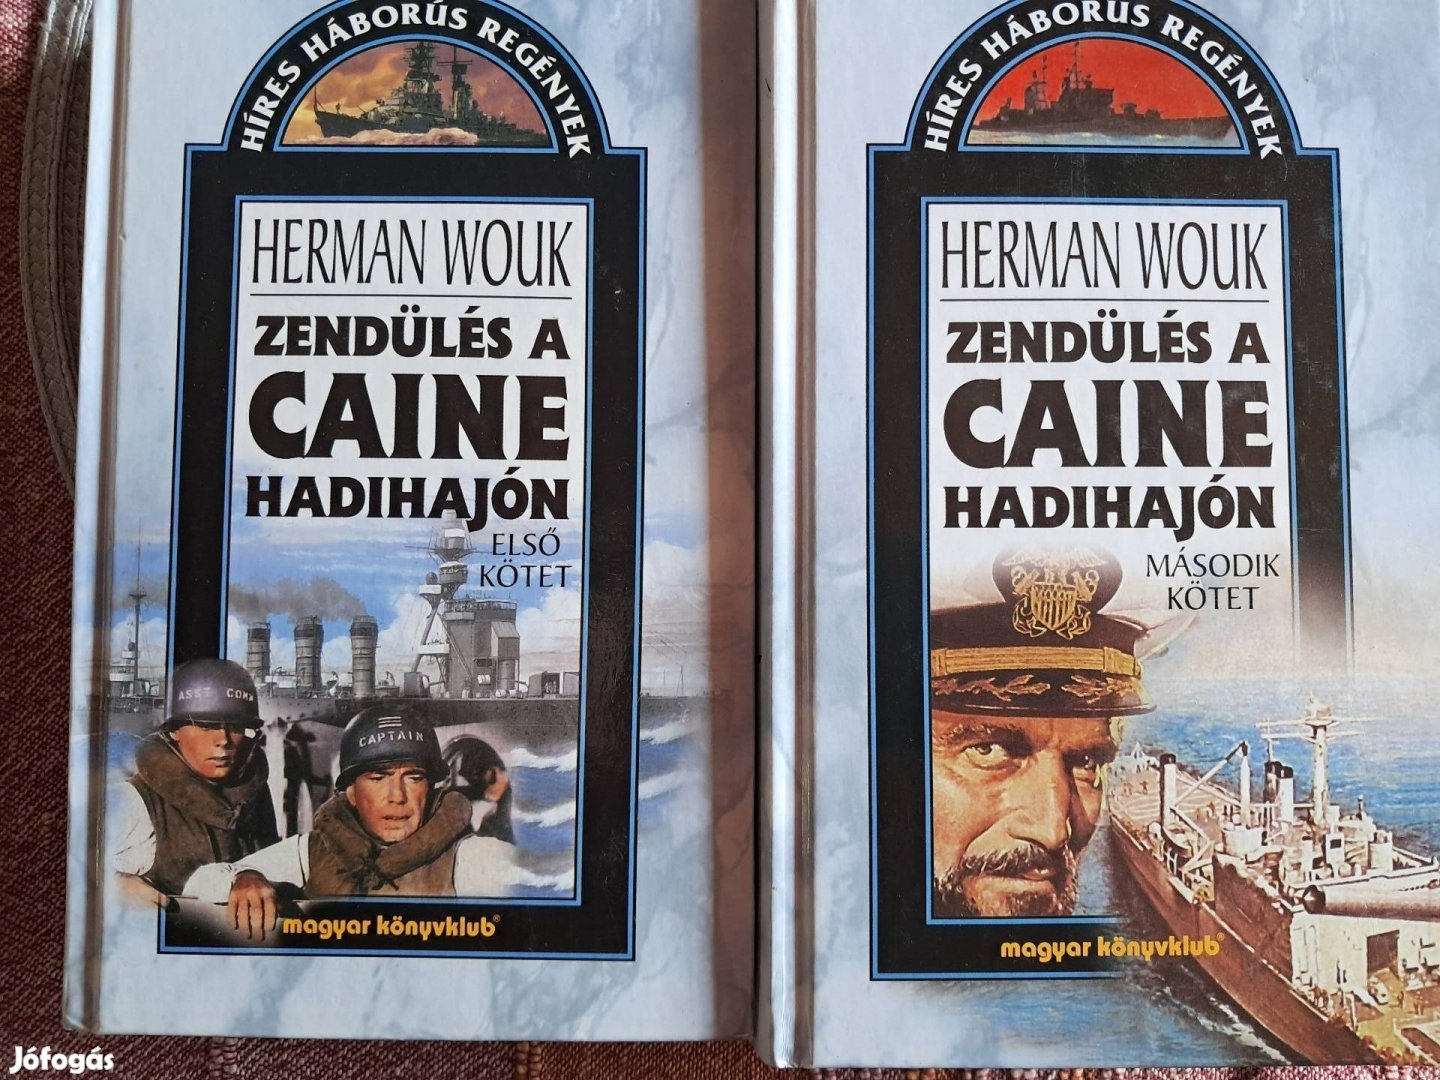 HÍRES HÁBORÚS REGÉNYEK
HERMAN WOUK
ZENDÜLÉS A
CAINE
HADIHAJÓN
ELSŐ
KÖTET
ASST COMM
CAPTAIN
magyar könyvklub®
HÍRES HÁBORÚS REGÉNYEK
HERMAN WOUK
ZENDÜLÉS A
CAINE
HADIHAJÓN
MÁSODIK
KÖTET
magyar könyvklub®
Jófogás